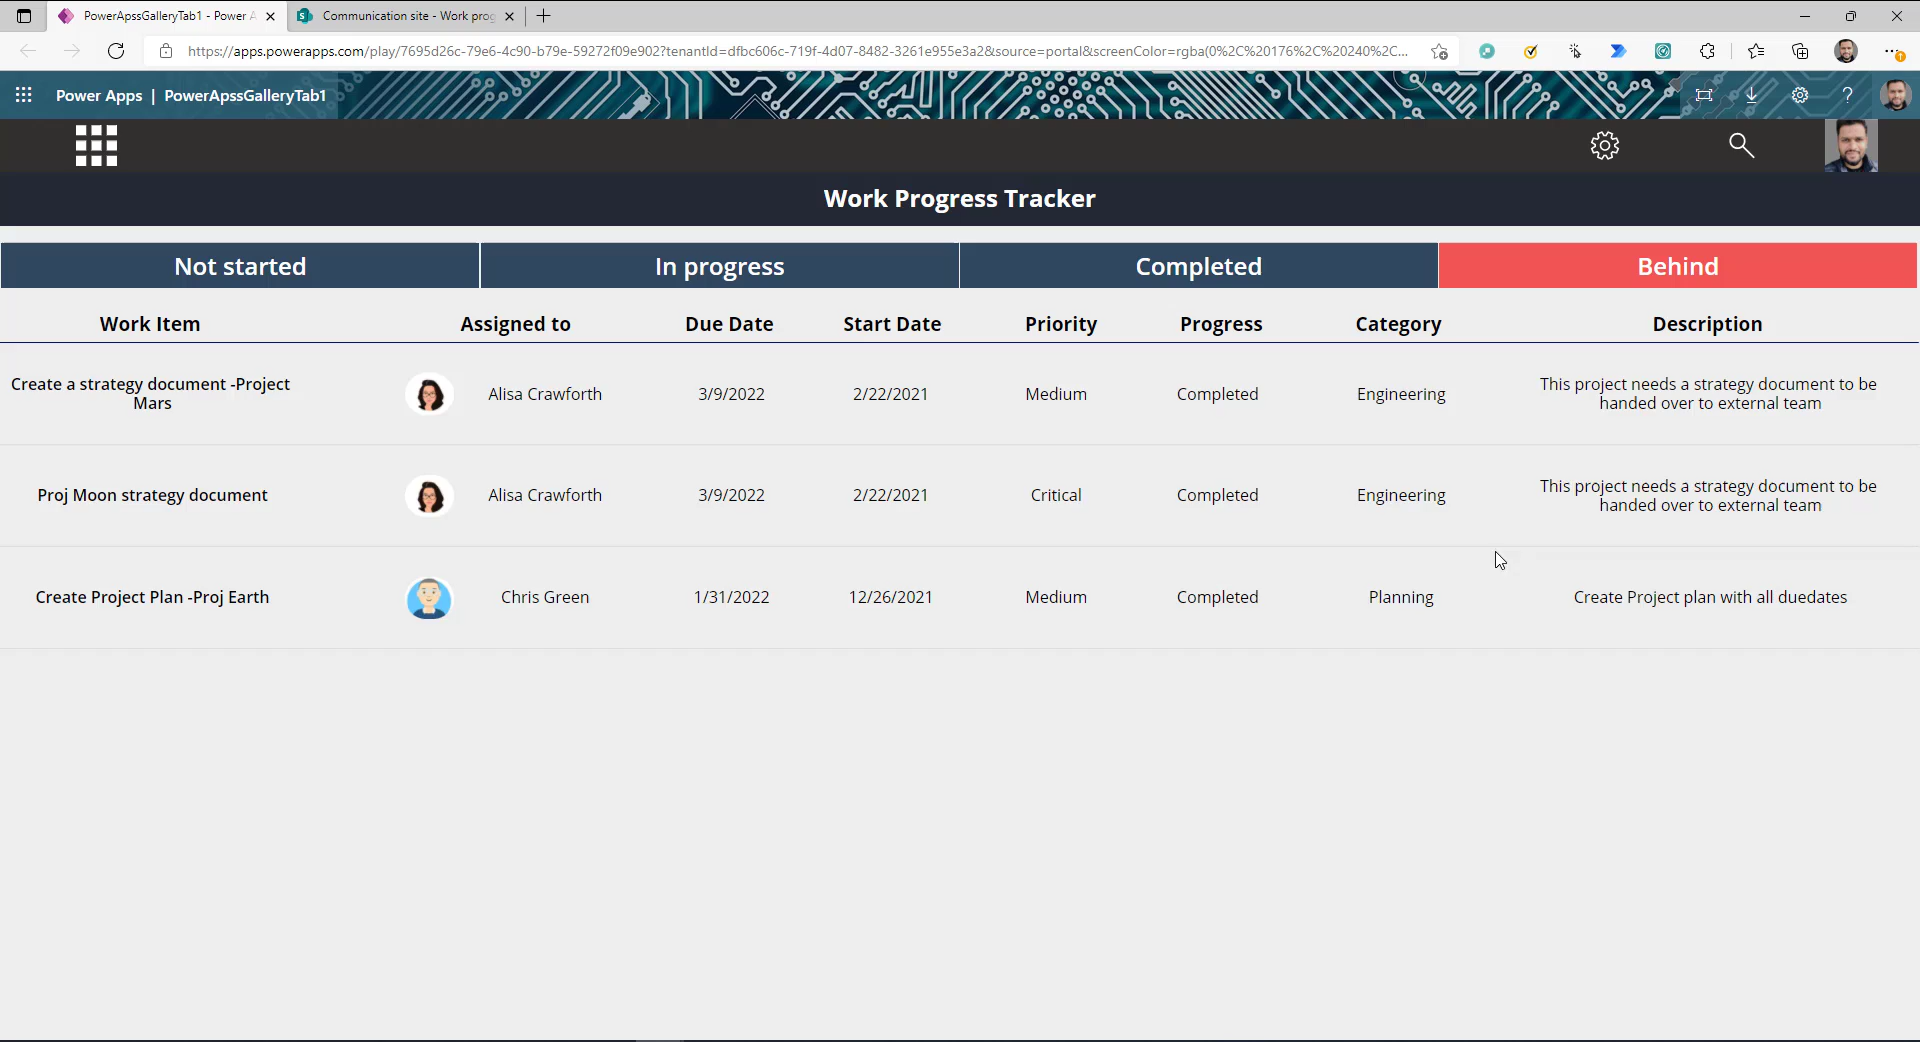 PowerApssGalleryTab1 - Power A
Communication site - Work prog
https://apps.powerapps.com/play/7695d26c-79e6-4c90-b79e-59272f09e902?tenantId=dfbc606c-719f-4d07-8482-3261e955e3a2&source=portal&screenColor=rgba(0%2C%20176%2C%20240%2C...
Power Apps | PowerApssGalleryTab1
Work Progress Tracker
Not started In progress Completed Behind
Work Item Assigned to Due Date Start Date Priority Progress Category Description
Create a strategy document -Project
Mars
Alisa Crawforth 3/9/2022 2/22/2021 Medium Completed Engineering
This project needs a strategy document to be
handed over to external team
Proj Moon strategy document Alisa Crawforth 3/9/2022 2/22/2021 Critical Completed Engineering
This project needs a strategy document to be
handed over to external team
Create Project Plan -Proj Earth Chris Green 1/31/2022 12/26/2021 Medium Completed Planning Create Project plan with all duedates